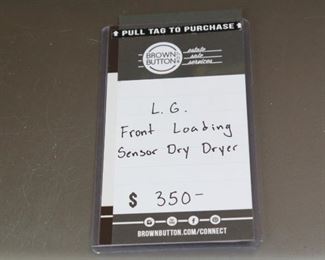 PULL TAG TO PURCHASE
BROWN
BUTTON
estate
sale
services
L.G.
Front Loading
Sensor Dry Dryer
$ 350-
BROWNBUTTON.COM/CONNECT